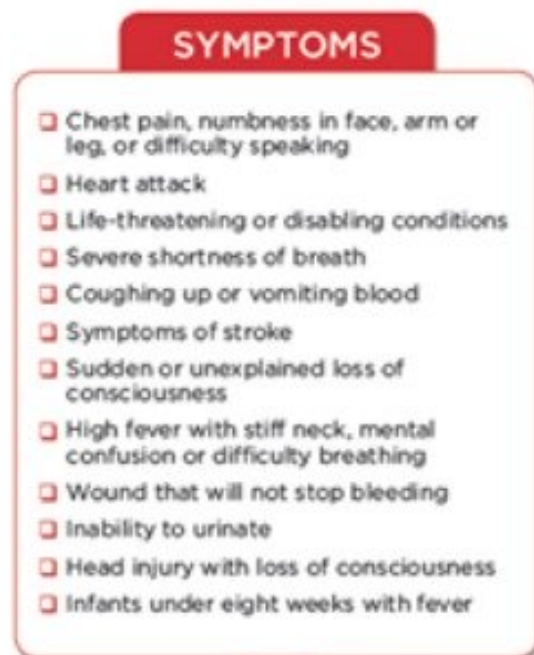 SYMPTOMS
Chest pain, numbness in face, arm or
leg, or difficulty speaking
Heart attack
Life-threatening or disabling conditions
Severe shortness of breath
Coughing up or vomiting blood
Symptoms of stroke
Sudden or unexplained loss of
consciousness
High fever with stiff neck, mental
confusion or difficulty breathing
Wound that will not stop bleeding
Inability to urinate
Head injury with loss of consciousness
Infants under eight weeks with fever